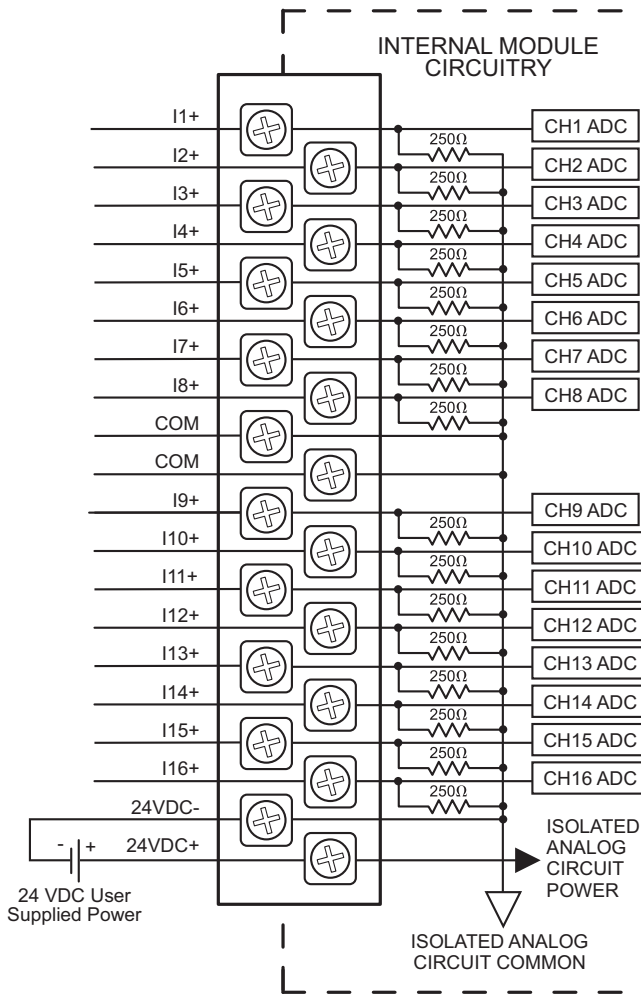 INTERNAL MODULE
CIRCUITRY
I1+
CH1 ADC
250Ω
I2+
CH2 ADC
250Ω
I3+
CH3 ADC
250Ω
I4+
CH4 ADC
250Ω
I5+
CH5 ADC
250Ω
I6+
CH6 ADC
250Ω
I7+
CH7 ADC
250Ω
I8+
CH8 ADC
250Ω
COM
COM
I9+
CH9 ADC
250Ω
I10+
CH10 ADC
250Ω
I11+
CH11 ADC
250Ω
I12+
CH12 ADC
250Ω
I13+
CH13 ADC
250Ω
I14+
CH14 ADC
250Ω
I15+
CH15 ADC
250Ω
I16+
CH16 ADC
250Ω
24VDC-
- +
24VDC+
24 VDC User
Supplied Power
ISOLATED
ANALOG
CIRCUIT
POWER
ISOLATED ANALOG
CIRCUIT COMMON